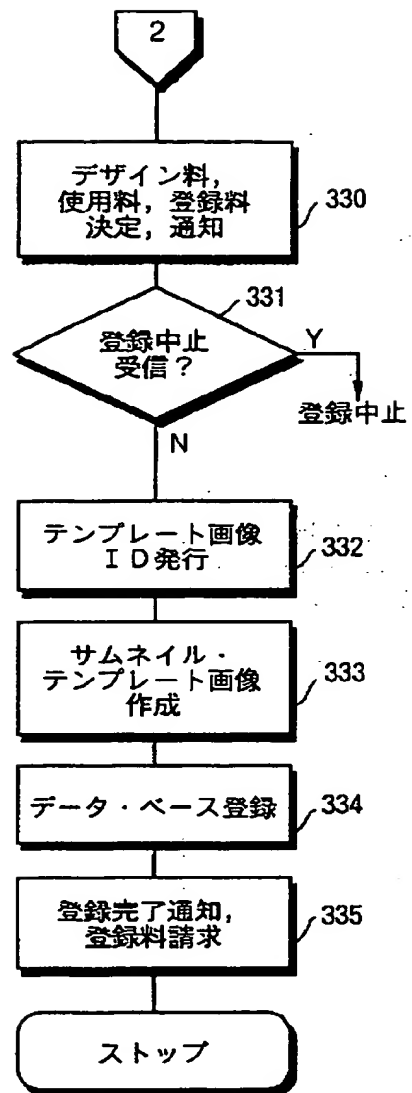 2
デザイン料,
使用料, 登録料
決定, 通知
330
331
登録中止
受信?
Y
登録中止
N
テンプレート画像
ID発行
332
サムネイル・
テンプレート画像
作成
333
データ・ベース登録
334
登録完了通知,
登録料請求
335
ストップ